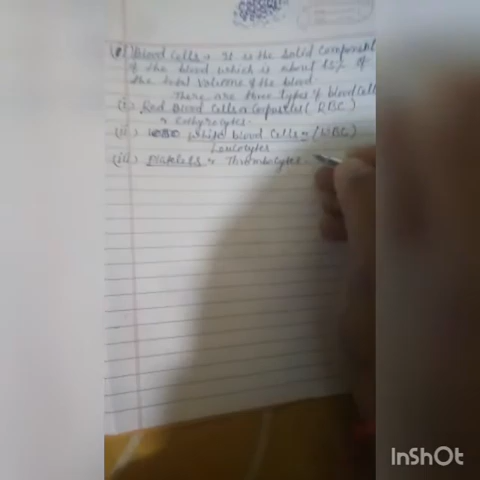 Blood Cells → It is the solid component
of the blood which is about 45% of
the total volume of the blood
There are three types of blood cells
(i) Red Blood Cells or Corpuscles (RBC)
(ii) White blood Cells → (WBC)
Leucocytes
(iii) Platelets → Thrombocytes
InShOt